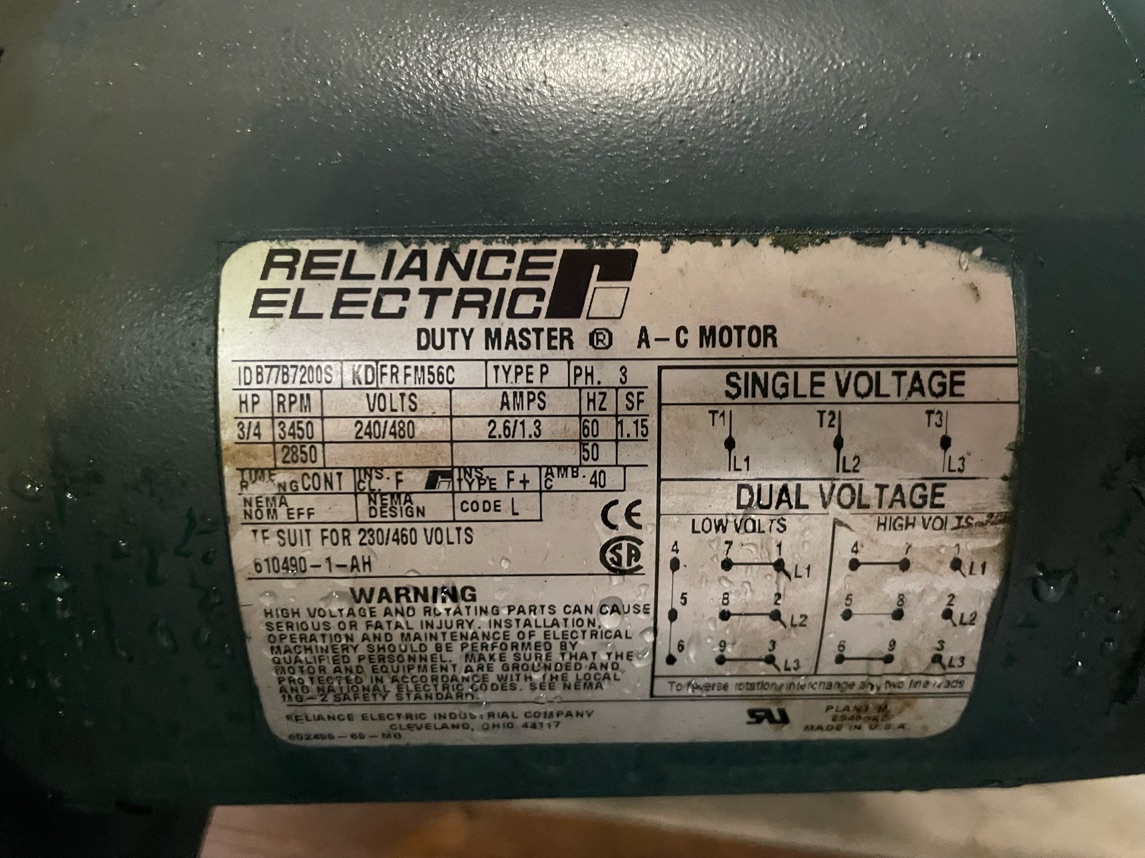 RELIANCE
ELECTRIC
DUTY MASTER ® A-C MOTOR
ID B77B7200S KD FR FM56C TYPE P PH. 3
HP RPM VOLTS AMPS HZ SF
3/4 3450 240/480 2.6/1.3 60 1.15
2850 50
CONT INS. CL. F INS. TYPE F+ AMB. C 40
NEMA NOM EFF NEMA DESIGN CODE L
CE
SUIT FOR 230/460 VOLTS
SA
610490-1-AH
WARNING
HIGH VOLTAGE AND ROTATING PARTS CAN CAUSE
SERIOUS OR FATAL INJURY. INSTALLATION,
OPERATION AND MAINTENANCE OF ELECTRICAL
MACHINERY SHOULD BE PERFORMED BY
QUALIFIED PERSONNEL. MAKE SURE THAT THE
MOTOR AND EQUIPMENT ARE GROUNDED AND
PROTECTED IN ACCORDANCE WITH THE LOCAL
AND NATIONAL ELECTRIC CODES. SEE NEMA
MG-2 SAFETY STANDARD.
RELIANCE ELECTRIC INDUSTRIAL COMPANY
CLEVELAND, OHIO 44117
SINGLE VOLTAGE
T1 T2 T3
L1 L2 L3
DUAL VOLTAGE
LOW VOLTS HIGH VOLTS
4 7 1 4 7 1
L1 L1
5 8 2 5 8 2
L2 L2
6 9 3 6 9 3
L3 L3
To reverse rotation, interchange any two line leads
PLANT
MADE IN U.S.A.